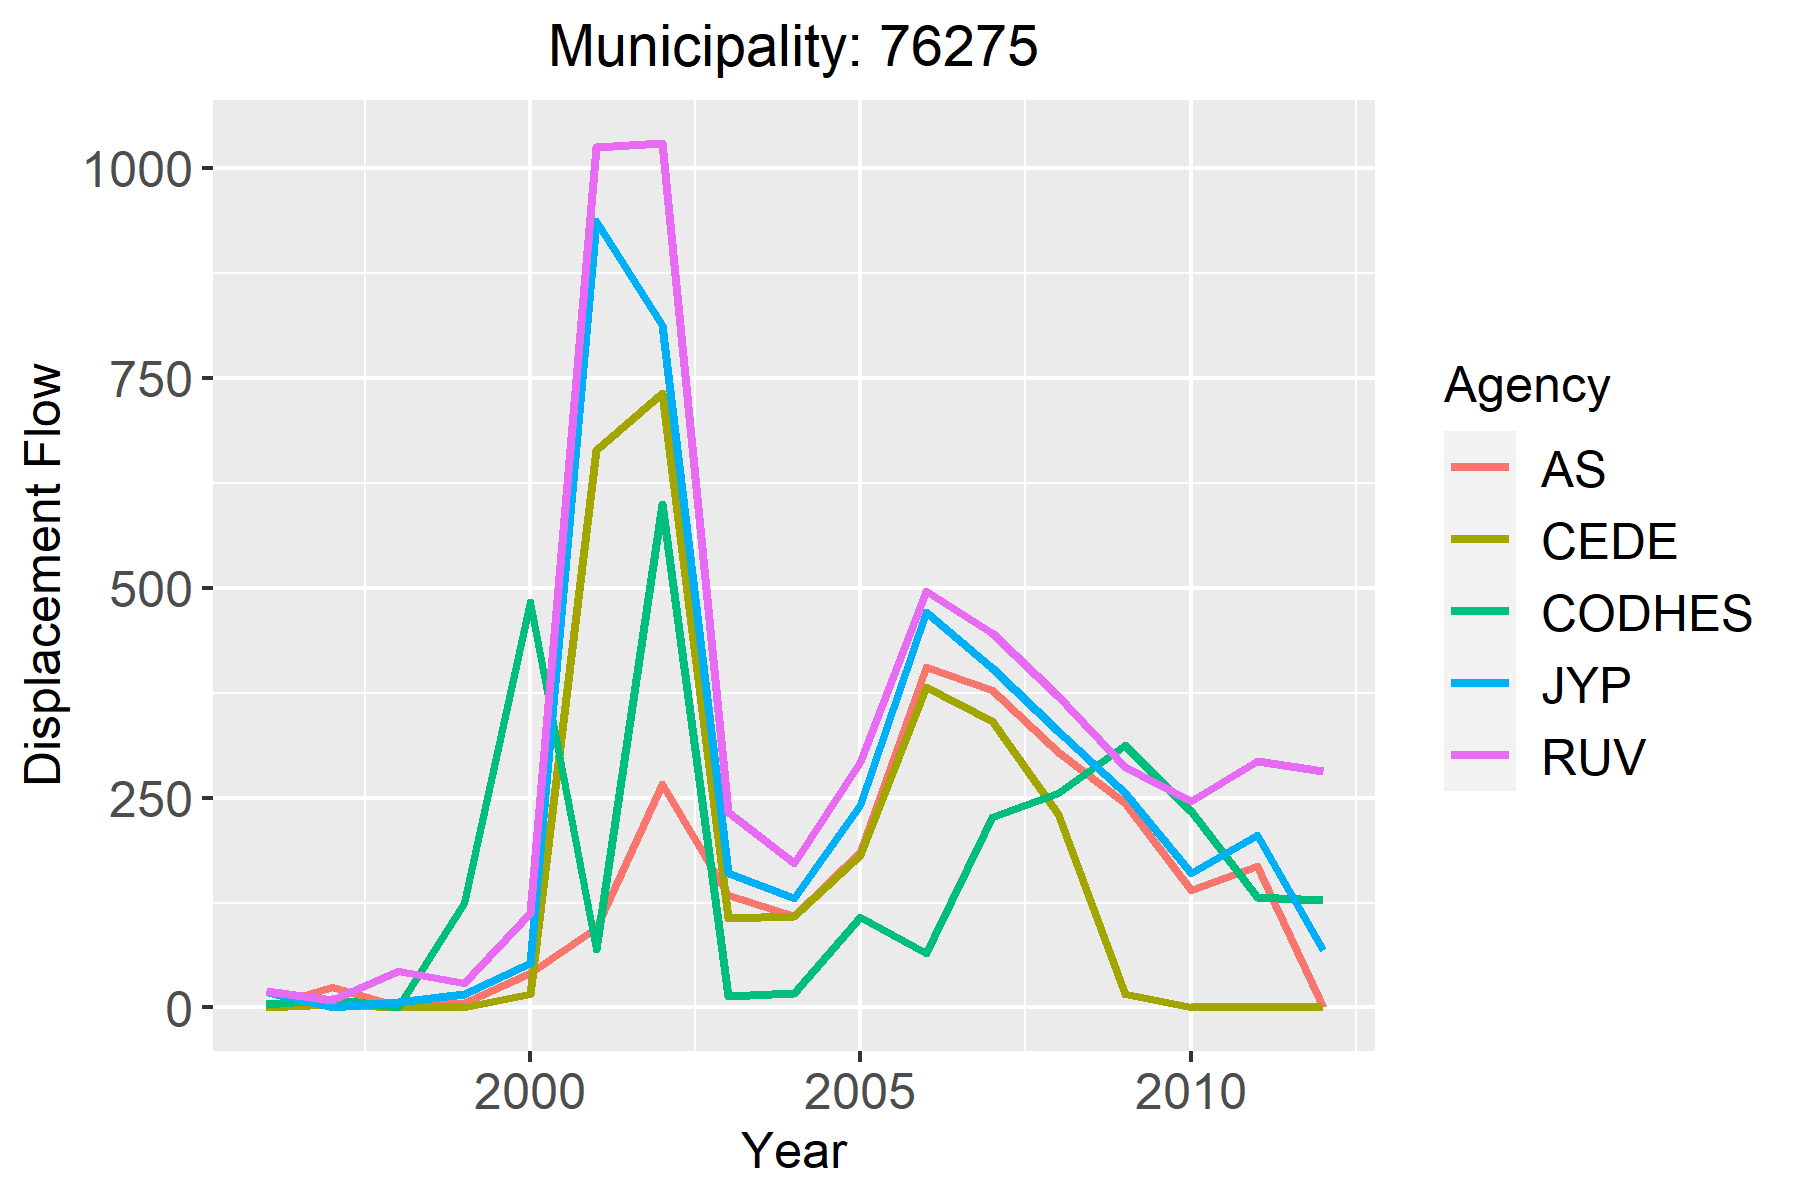 Municipality: 76275
Displacement Flow
1000
750
500
250
0
2000 2005 2010
Year
Agency
AS
CEDE
CODHES
JYP
RUV